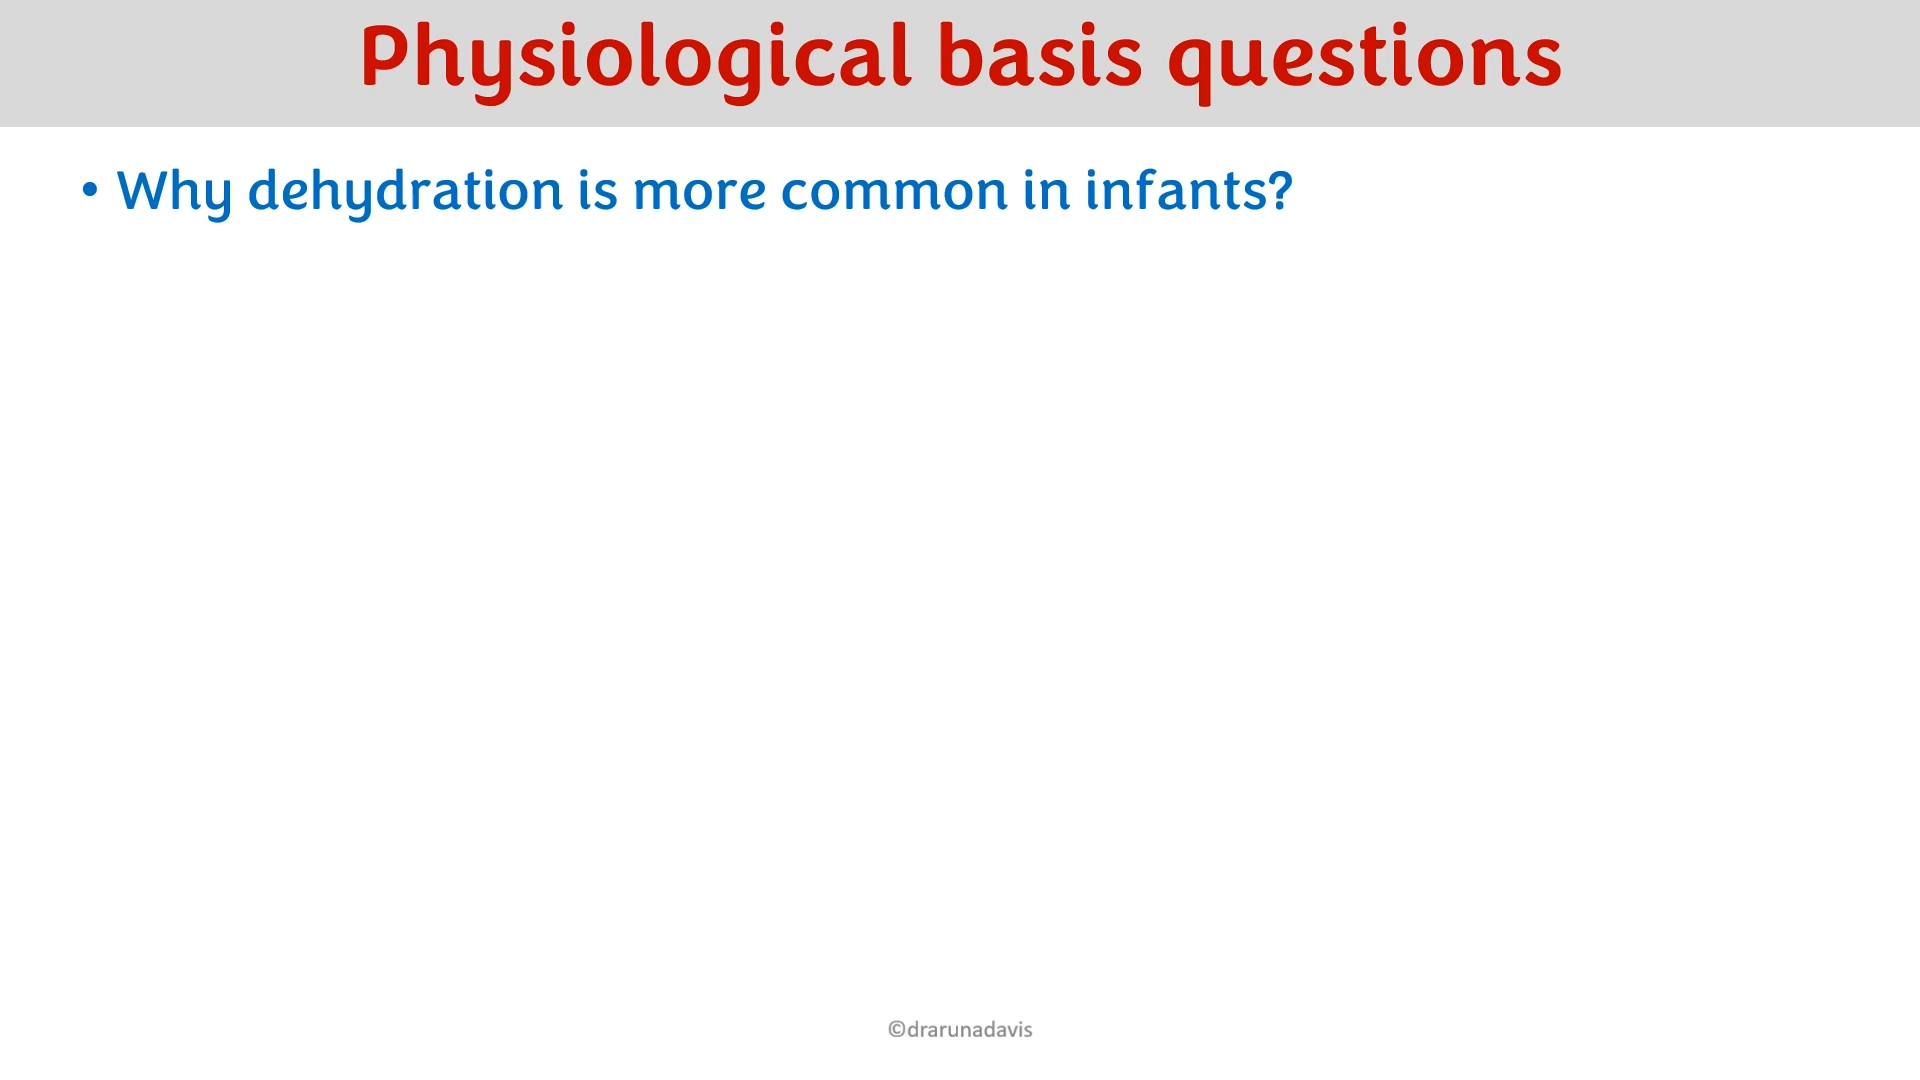 Physiological basis questions
• Why dehydration is more common in infants?
©drarunadavis